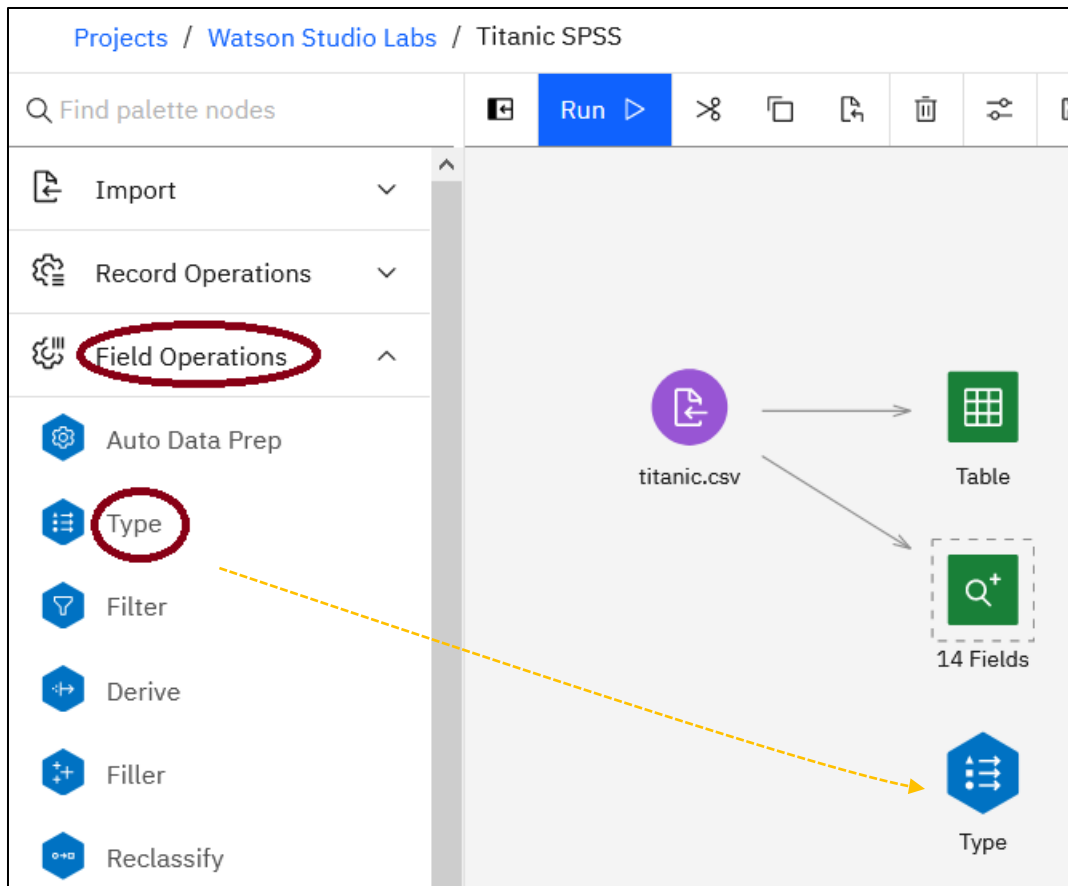 Projects / Watson Studio Labs / Titanic SPSS
Find palette nodes
Run
Import
Record Operations
Field Operations
Auto Data Prep
Type
Filter
Derive
Filler
Reclassify
titanic.csv
Table
14 Fields
Type